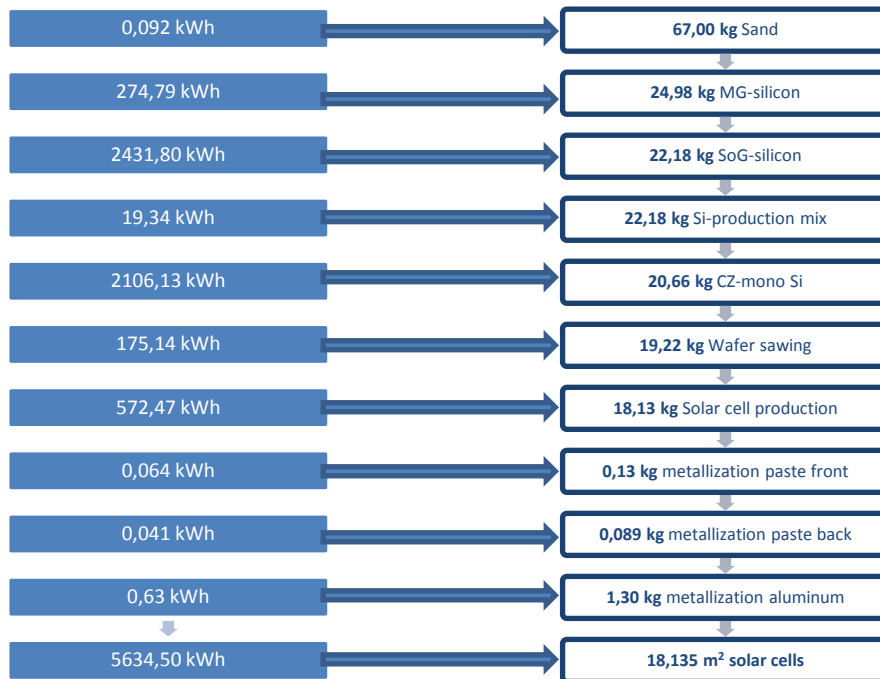 0,092 kWh
67,00 kg Sand
274,79 kWh
24,98 kg MG-silicon
2431,80 kWh
22,18 kg SoG-silicon
19,34 kWh
22,18 kg Si-production mix
2106,13 kWh
20,66 kg CZ-mono Si
175,14 kWh
19,22 kg Wafer sawing
572,47 kWh
18,13 kg Solar cell production
0,064 kWh
0,13 kg metallization paste front
0,041 kWh
0,089 kg metallization paste back
0,63 kWh
1,30 kg metallization aluminum
5634,50 kWh
18,135 m² solar cells